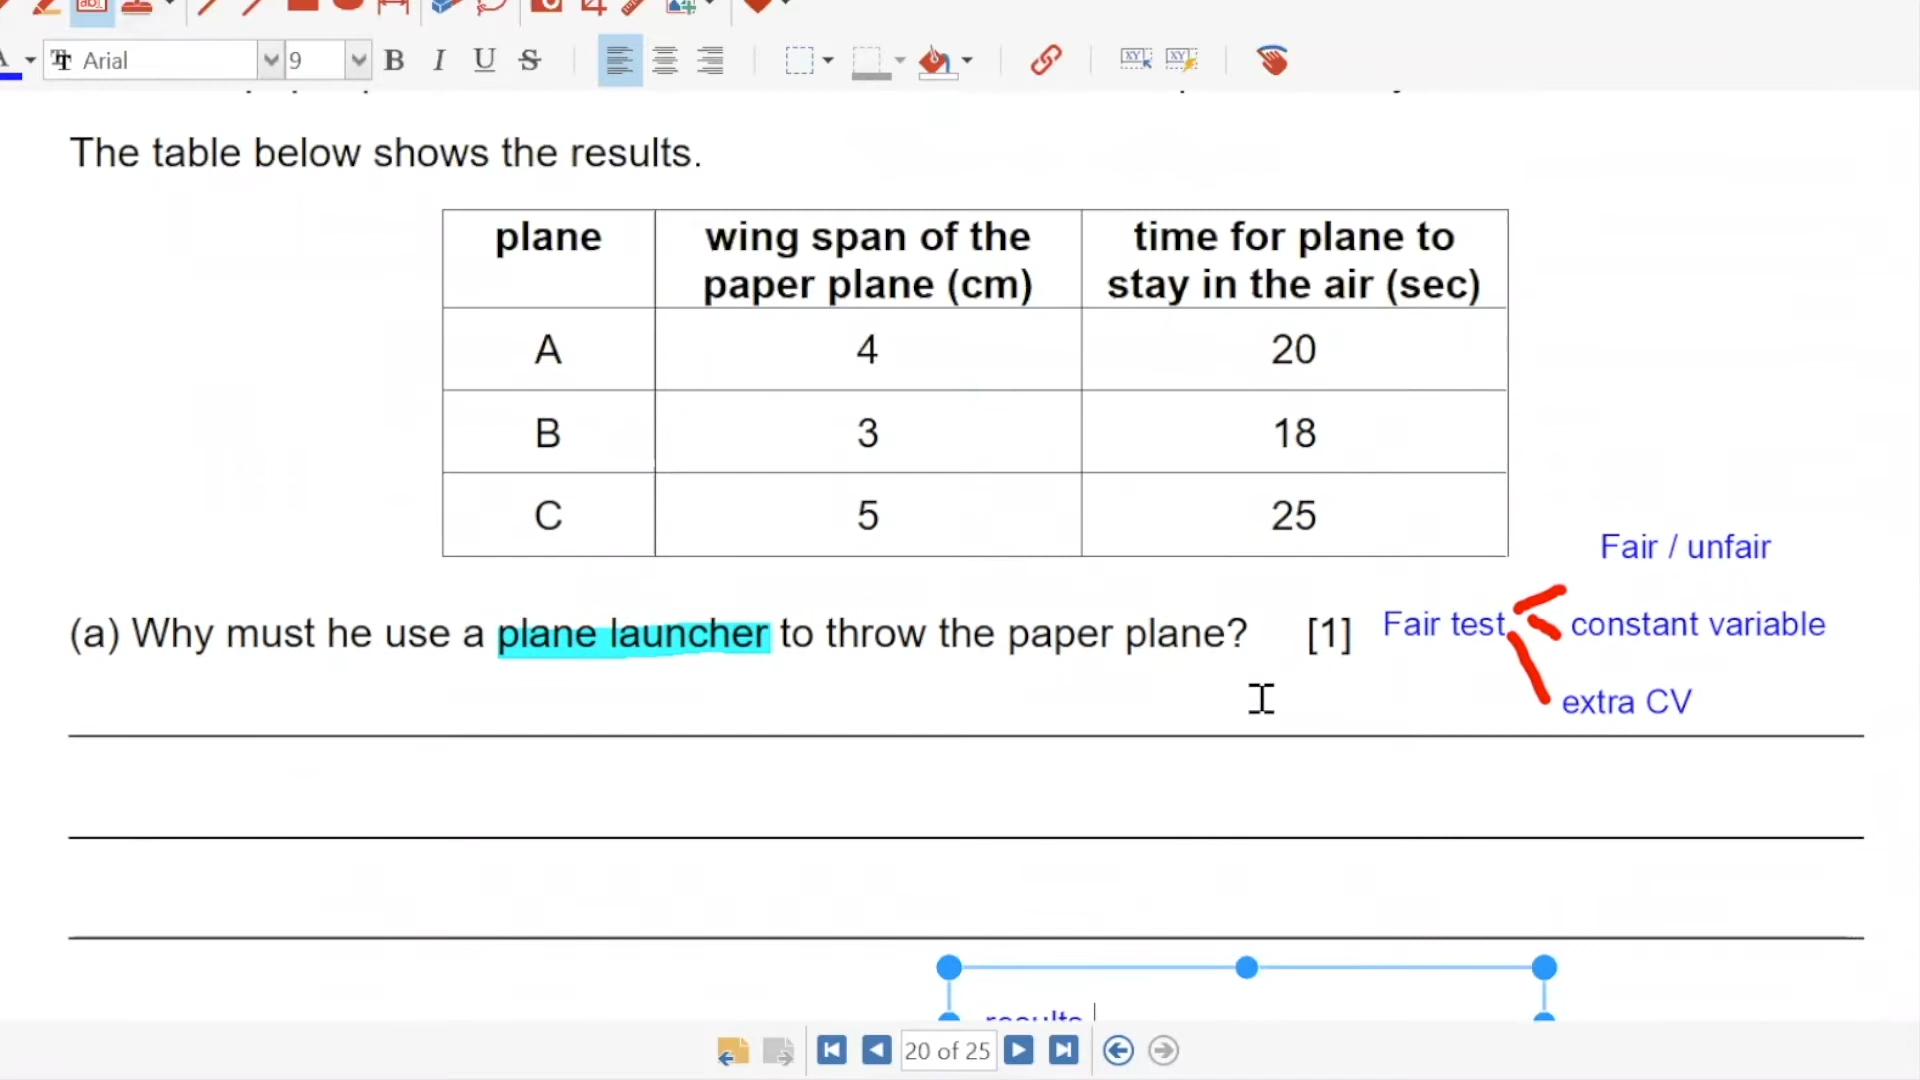 Arial
9
B I U S
The table below shows the results.
plane
wing span of the
paper plane (cm)
time for plane to
stay in the air (sec)
A 4 20
B 3 18
C 5 25
Fair / unfair
(a) Why must he use a plane launcher to throw the paper plane? [1]
Fair test
constant variable
extra CV
results
20 of 25